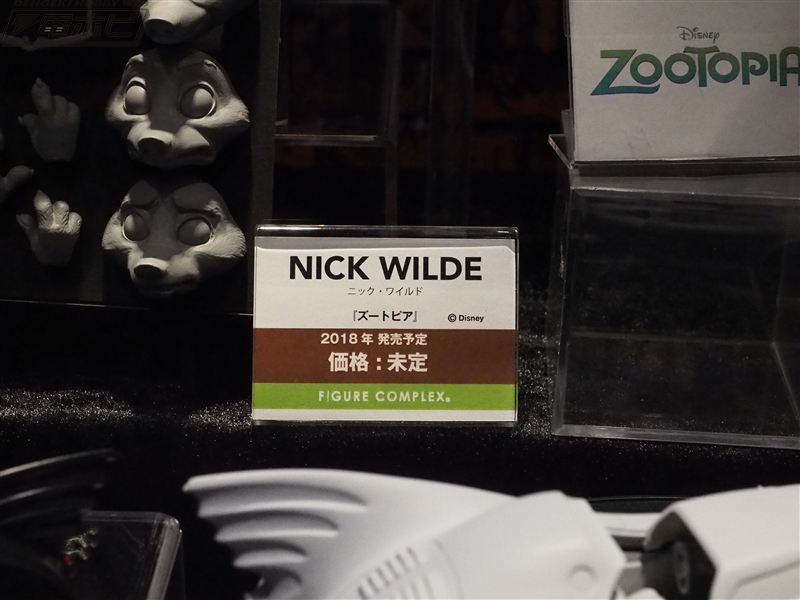 Disney
ZOOTOPIA
NICK WILDE
ニック・ワイルド
『ズートピア』
© Disney
2018年 発売予定
価格：未定
FIGURE COMPLEX®